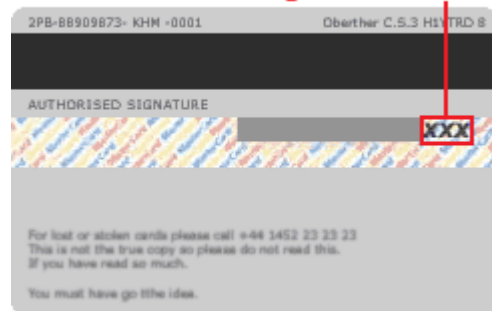 2PB-88909873- KHM -0001
Oberther C.S.3 H1YTRD 8
AUTHORISED SIGNATURE
XXX
For lost or stolen cards please call +44 1452 23 23 23
This is not the true copy so please do not read this.
If you have read so much.
You must have go tthe idea.